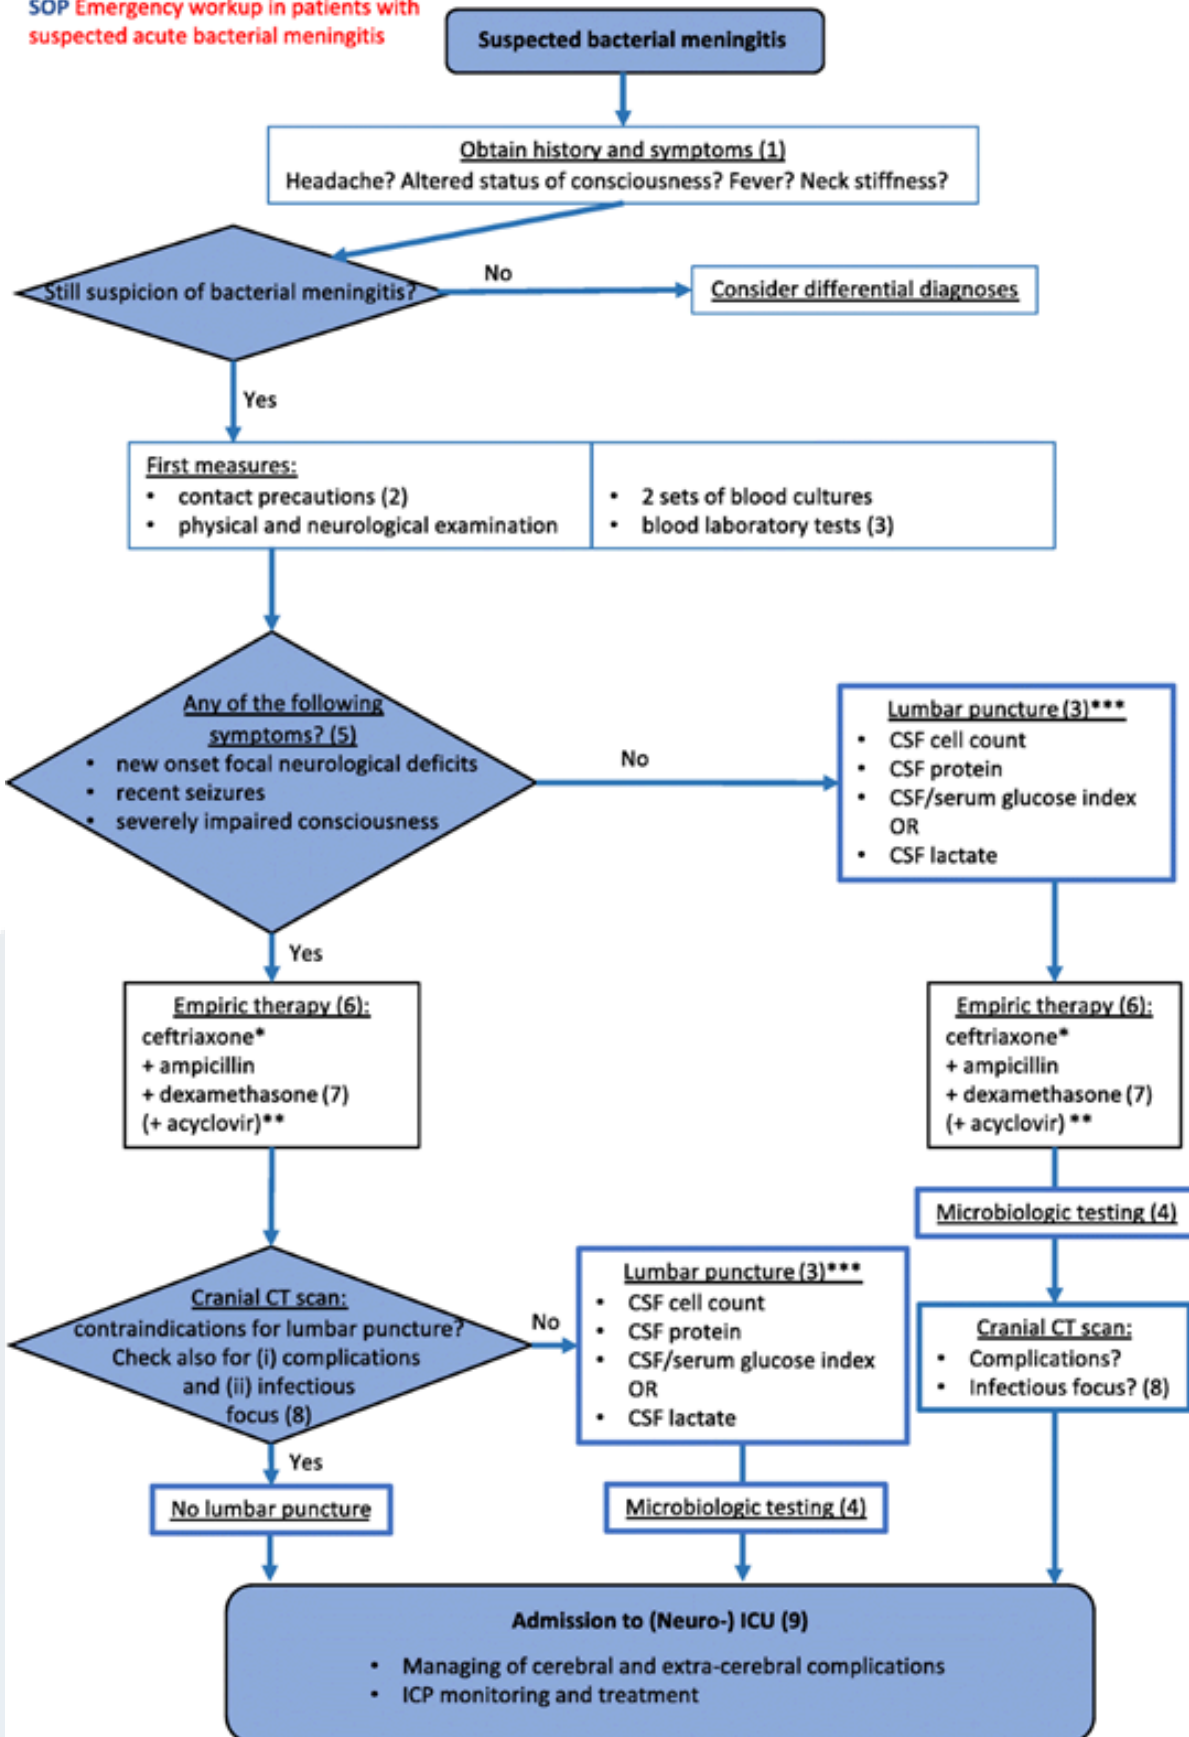 SOP Emergency workup in patients with
suspected acute bacterial meningitis
Suspected bacterial meningitis
Obtain history and symptoms (1)
Headache? Altered status of consciousness? Fever? Neck stiffness?
Still suspicion of bacterial meningitis?
No
Consider differential diagnoses
Yes
First measures:
• contact precautions (2)
• physical and neurological examination
• 2 sets of blood cultures
• blood laboratory tests (3)
Any of the following
symptoms? (5)
• new onset focal neurological deficits
• recent seizures
• severely impaired consciousness
No
Lumbar puncture (3)***
• CSF cell count
• CSF protein
• CSF/serum glucose index
OR
• CSF lactate
Yes
Empiric therapy (6):
ceftriaxone*
+ ampicillin
+ dexamethasone (7)
(+ acyclovir)**
Empiric therapy (6):
ceftriaxone*
+ ampicillin
+ dexamethasone (7)
(+ acyclovir) **
Microbiologic testing (4)
Cranial CT scan:
contraindications for lumbar puncture?
Check also for (i) complications
and (ii) infectious
focus (8)
No
Lumbar puncture (3)***
• CSF cell count
• CSF protein
• CSF/serum glucose index
OR
• CSF lactate
Cranial CT scan:
• Complications?
• Infectious focus? (8)
Yes
No lumbar puncture
Microbiologic testing (4)
Admission to (Neuro-) ICU (9)
• Managing of cerebral and extra-cerebral complications
• ICP monitoring and treatment